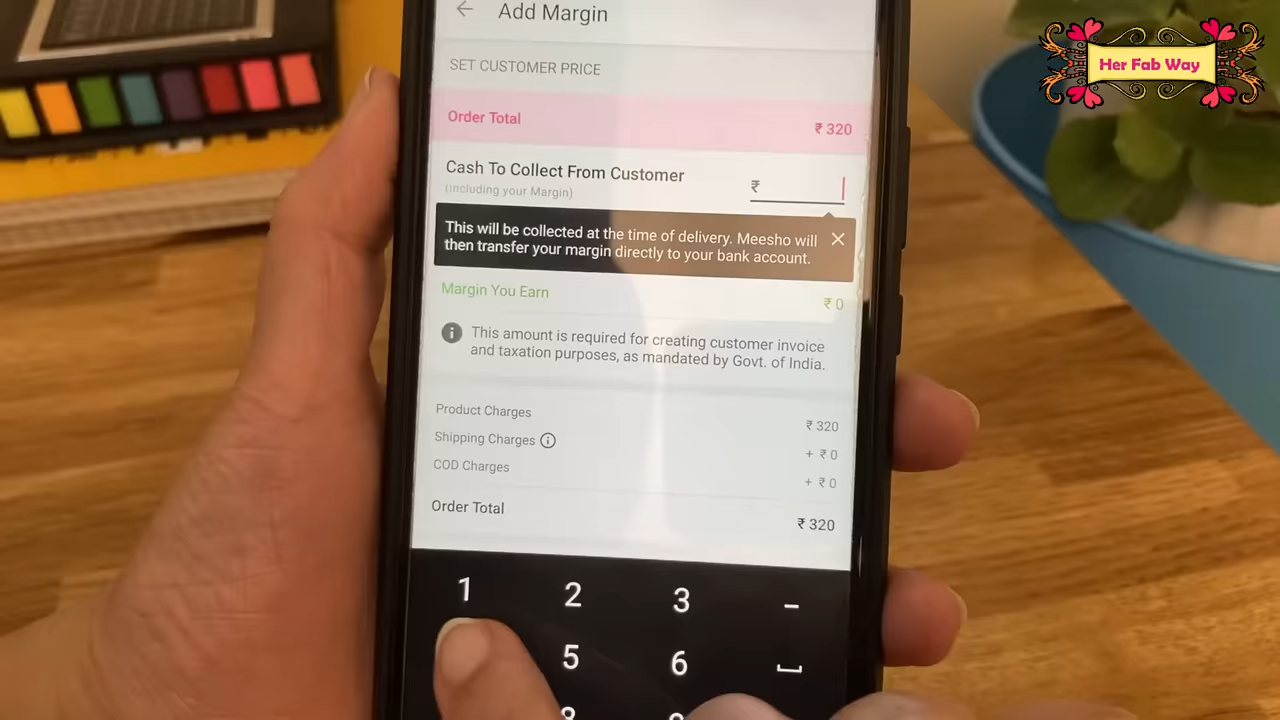 Add Margin
Her Fab Way
SET CUSTOMER PRICE
Order Total ₹ 320
Cash To Collect From Customer ₹
(including your Margin)
This will be collected at the time of delivery. Meesho will
then transfer your margin directly to your bank account.
Margin You Earn ₹ 0
This amount is required for creating customer invoice
and taxation purposes, as mandated by Govt. of India.
Product Charges ₹ 320
Shipping Charges + ₹ 0
COD Charges + ₹ 0
Order Total ₹ 320
1 2 3 –
5 6